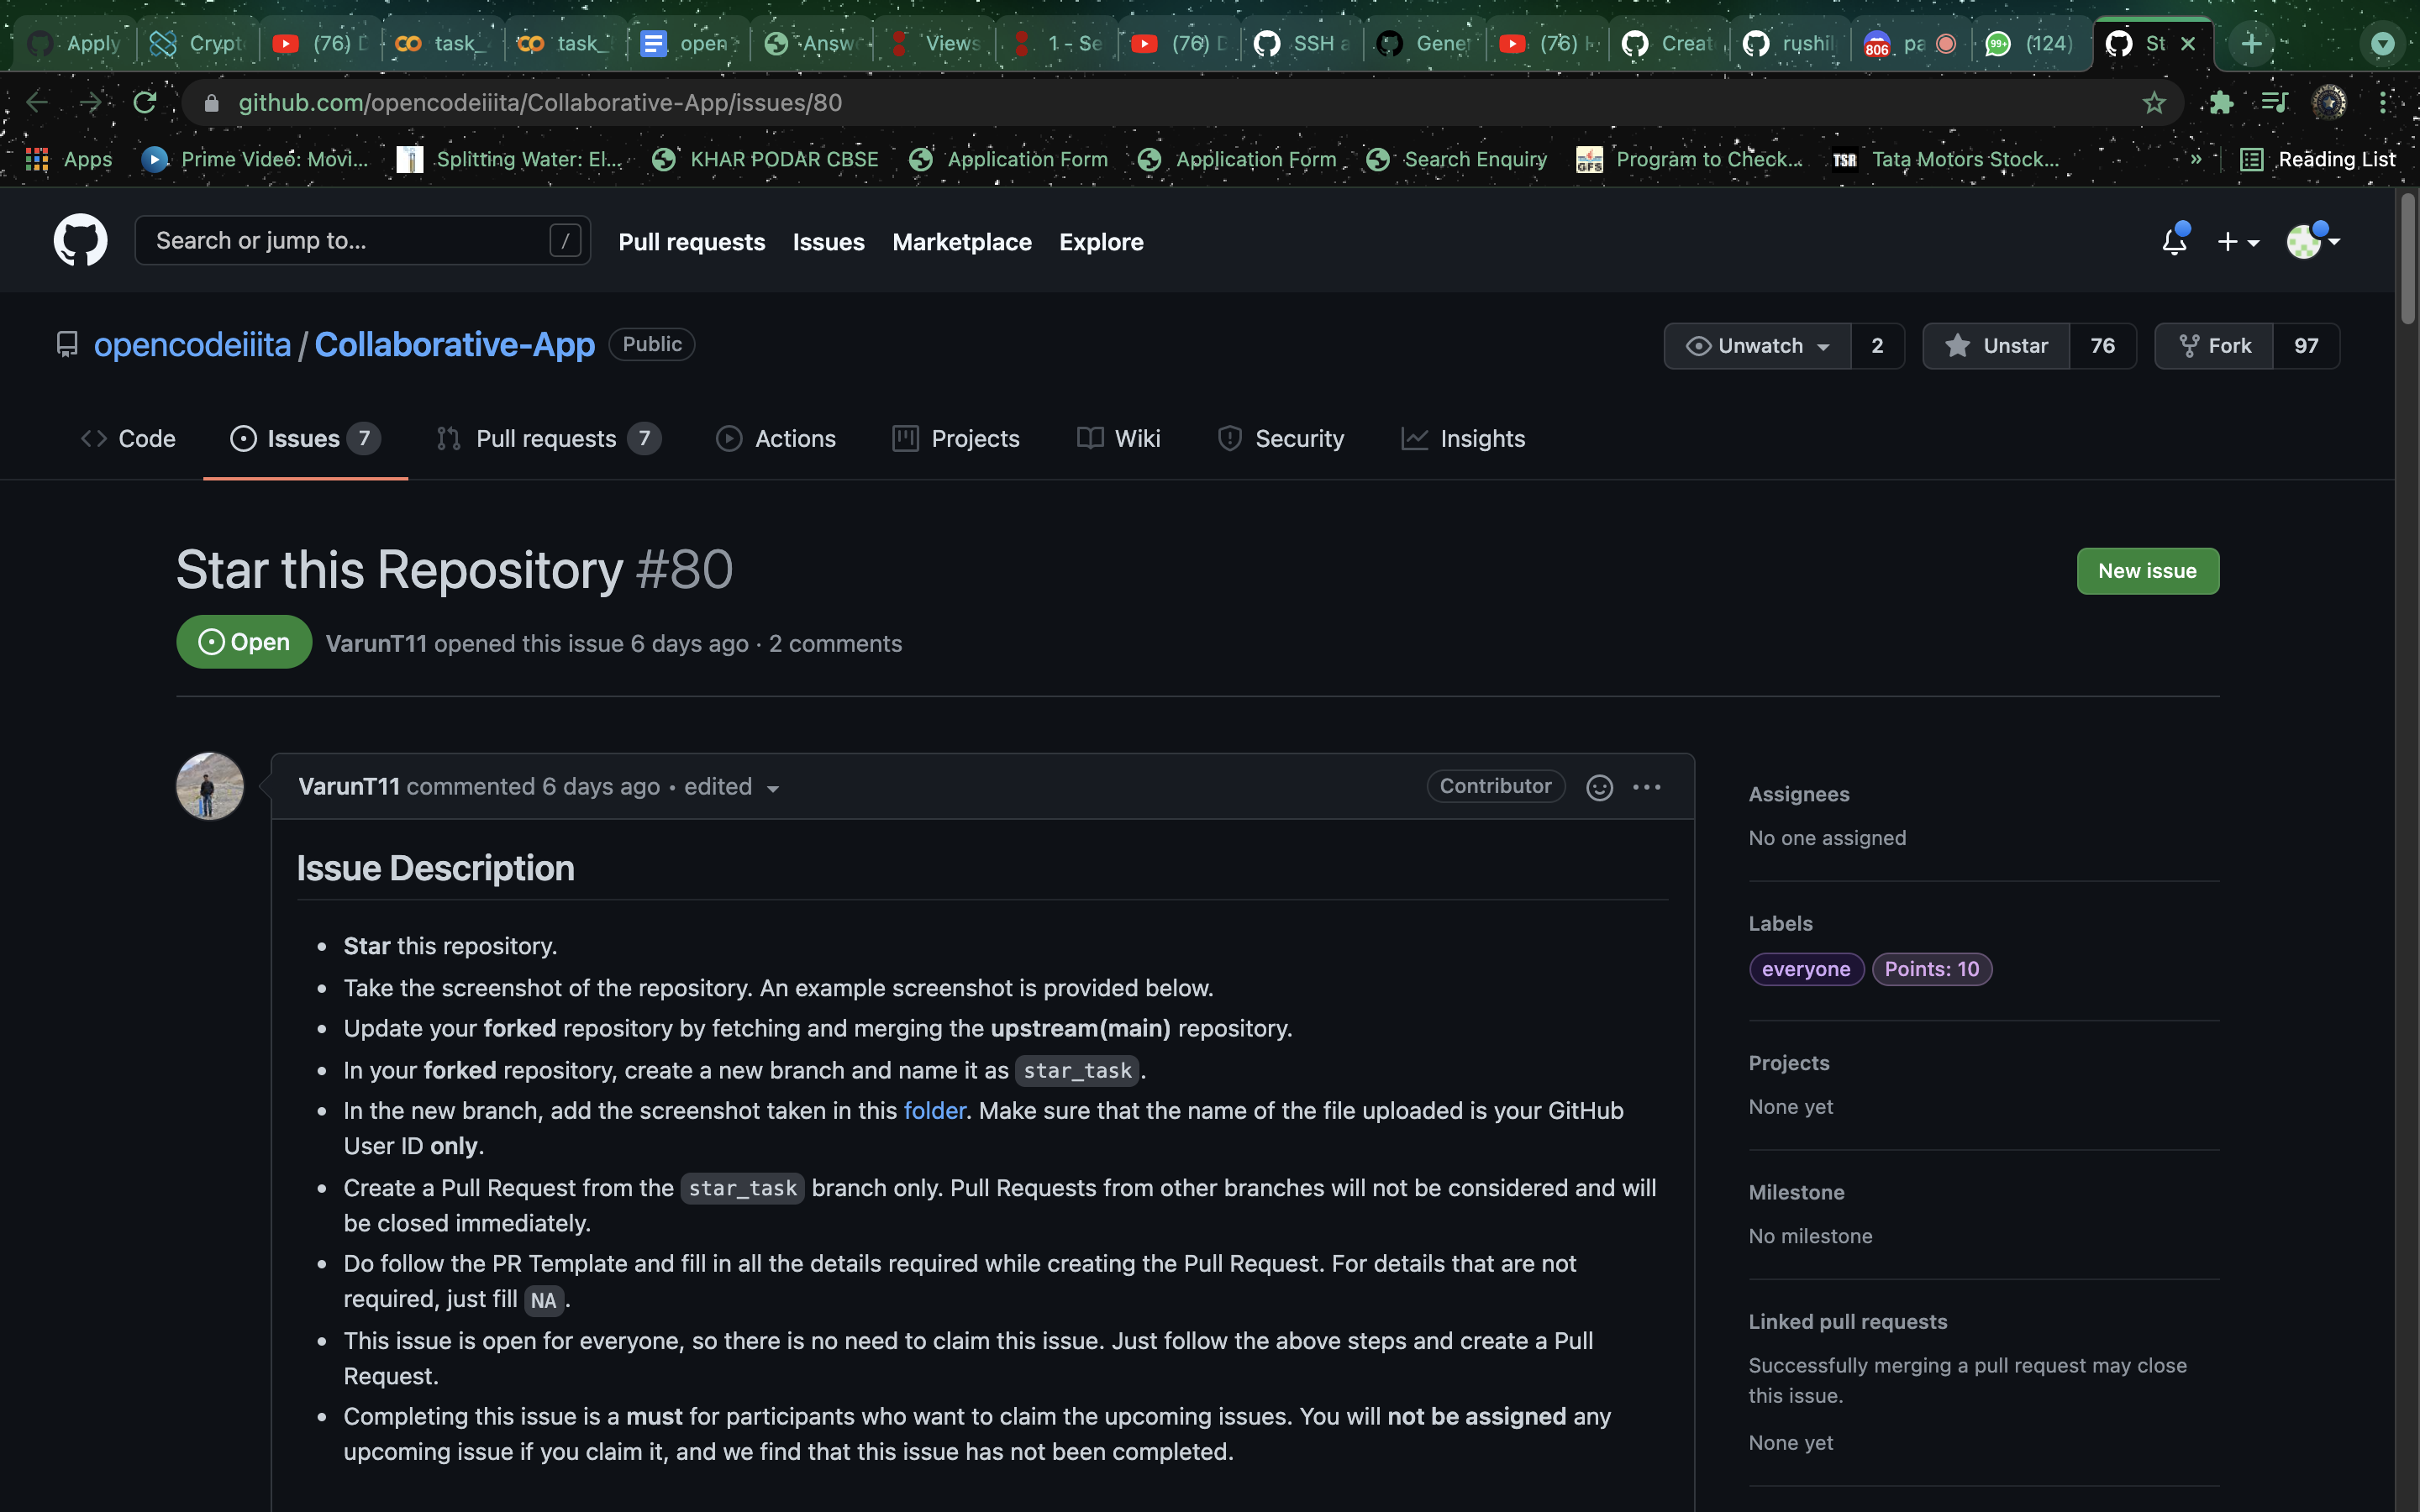 Apply
Crypt
(76) D
task_
task_
open
Answ
Views
1 - Se
(76) D
SSH a
Gene
(76) H
Creat
rushil
806
pa
99+
(124)
St
github.com/opencodeiiita/Collaborative-App/issues/80
Apps
Prime Video: Movi...
Splitting Water: El...
KHAR PODAR CBSE
Application Form
Application Form
Search Enquiry
GFS
Program to Check...
TSR
Tata Motors Stock...
»
Reading List
Search or jump to...
/
Pull requests
Issues
Marketplace
Explore
opencodeiiita / Collaborative-App
Public
Unwatch
2
Unstar
76
Fork
97
Code
Issues 7
Pull requests 7
Actions
Projects
Wiki
Security
Insights
Star this Repository #80
New issue
Open
VarunT11 opened this issue 6 days ago · 2 comments
VarunT11 commented 6 days ago • edited
Contributor
Issue Description
• Star this repository.
• Take the screenshot of the repository. An example screenshot is provided below.
• Update your forked repository by fetching and merging the upstream(main) repository.
• In your forked repository, create a new branch and name it as star_task.
• In the new branch, add the screenshot taken in this folder. Make sure that the name of the file uploaded is your GitHub
User ID only.
• Create a Pull Request from the star_task branch only. Pull Requests from other branches will not be considered and will
be closed immediately.
• Do follow the PR Template and fill in all the details required while creating the Pull Request. For details that are not
required, just fill NA.
• This issue is open for everyone, so there is no need to claim this issue. Just follow the above steps and create a Pull
Request.
• Completing this issue is a must for participants who want to claim the upcoming issues. You will not be assigned any
upcoming issue if you claim it, and we find that this issue has not been completed.
Assignees
No one assigned
Labels
everyone
Points: 10
Projects
None yet
Milestone
No milestone
Linked pull requests
Successfully merging a pull request may close
this issue.
None yet